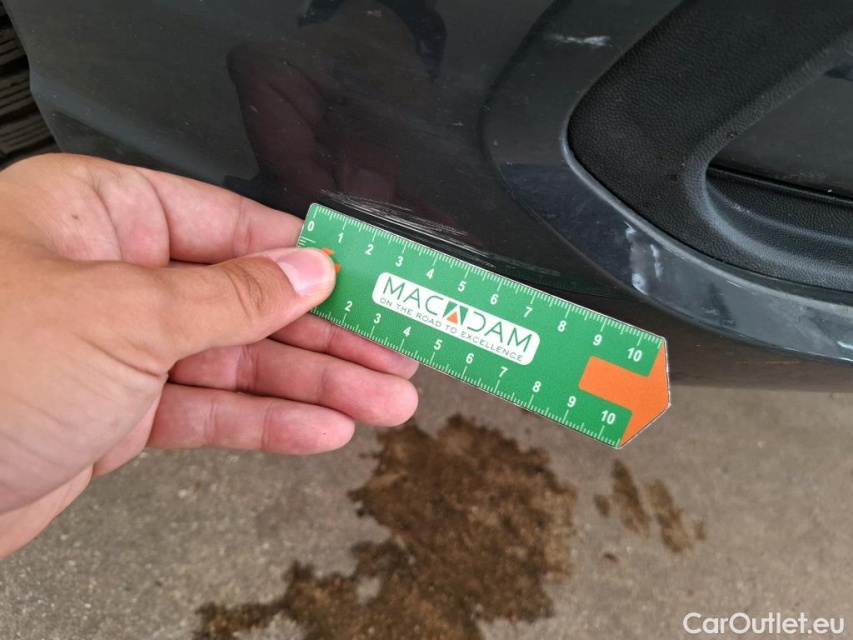 0 1 2 3 4 5 6 7 8 9 10
MACADAM
ON THE ROAD TO EXCELLENCE
2 3 4 5 6 7 8 9 10
CarOutlet.eu